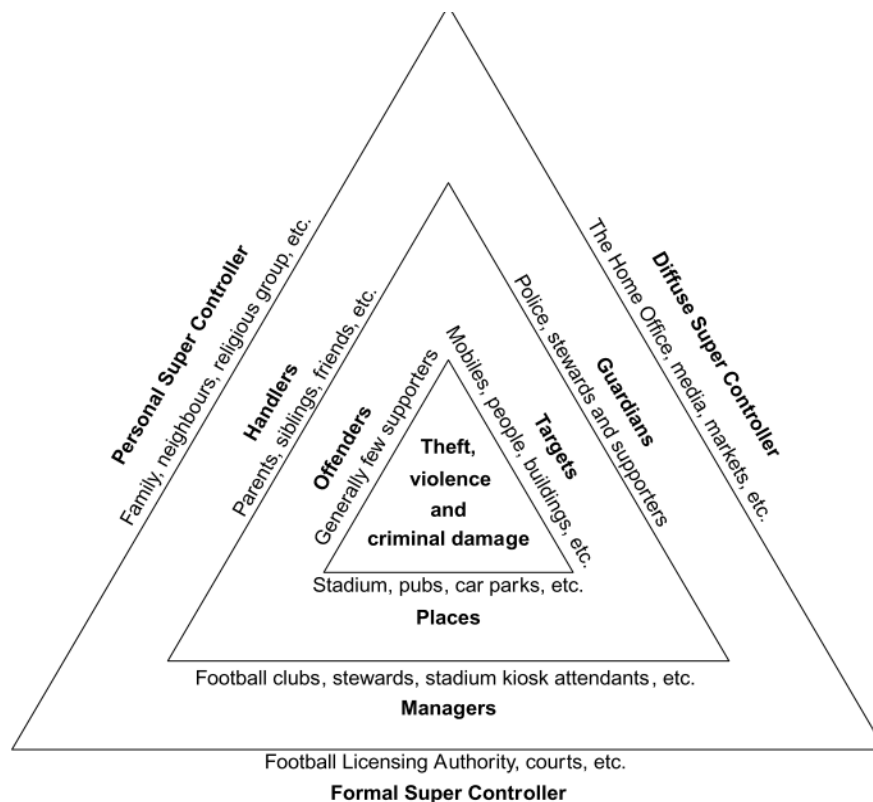 Personal Super Controller
Family, neighbours, religious group, etc.
Diffuse Super Controller
The Home Office, media, markets, etc.
Handlers
Parents, siblings, friends, etc.
Guardians
Police, stewards and supporters
Offenders
Generally few supporters
Targets
Mobiles, people, buildings, etc.
Theft,
violence
and
criminal damage
Stadium, pubs, car parks, etc.
Places
Football clubs, stewards, stadium kiosk attendants, etc.
Managers
Football Licensing Authority, courts, etc.
Formal Super Controller